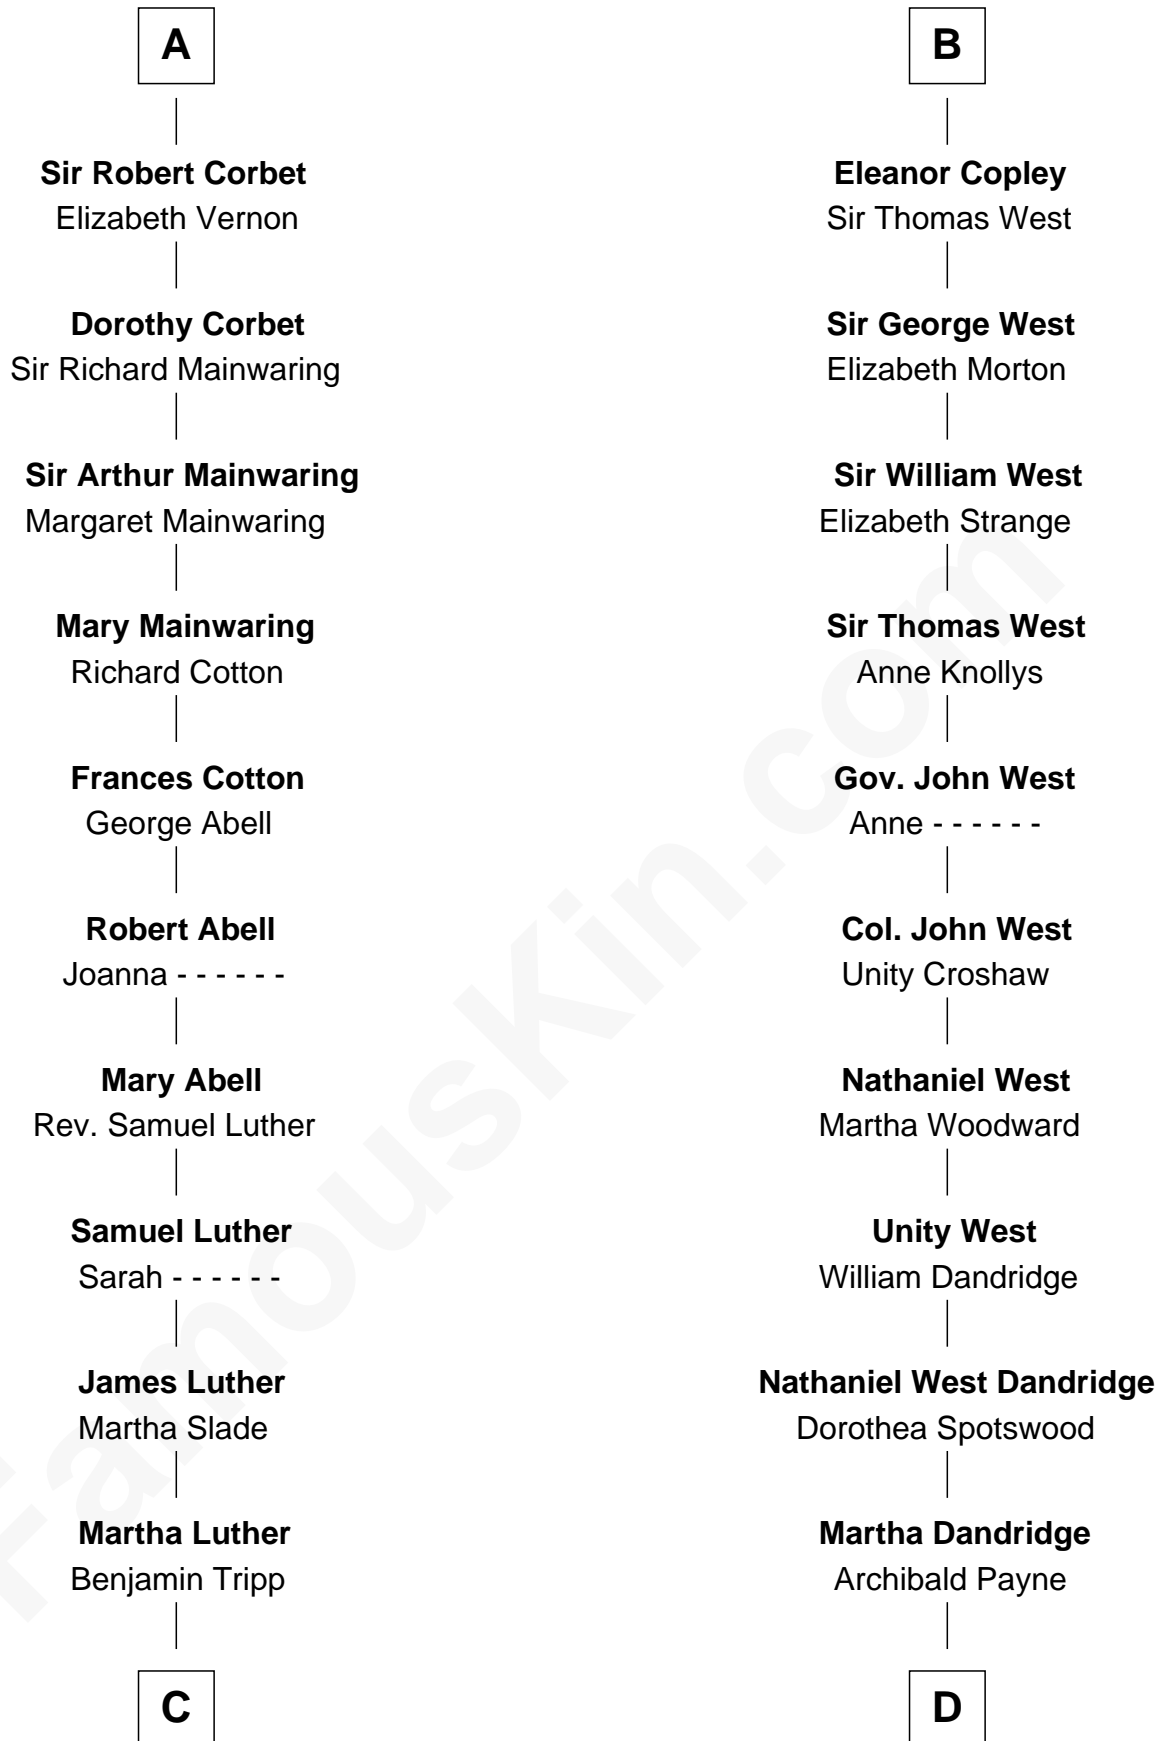 A
Sir Robert Corbet
Elizabeth Vernon
Dorothy Corbet
Sir Richard Mainwaring
Sir Arthur Mainwaring
Margaret Mainwaring
Mary Mainwaring
Richard Cotton
Frances Cotton
George Abell
Robert Abell
Joanna - - - - - -
Mary Abell
Rev. Samuel Luther
Samuel Luther
Sarah - - - - - -
James Luther
Martha Slade
Martha Luther
Benjamin Tripp
C
B
Eleanor Copley
Sir Thomas West
Sir George West
Elizabeth Morton
Sir William West
Elizabeth Strange
Sir Thomas West
Anne Knollys
Gov. John West
Anne - - - - - -
Col. John West
Unity Croshaw
Nathaniel West
Martha Woodward
Unity West
William Dandridge
Nathaniel West Dandridge
Dorothea Spotswood
Martha Dandridge
Archibald Payne
D
FamousKin.com